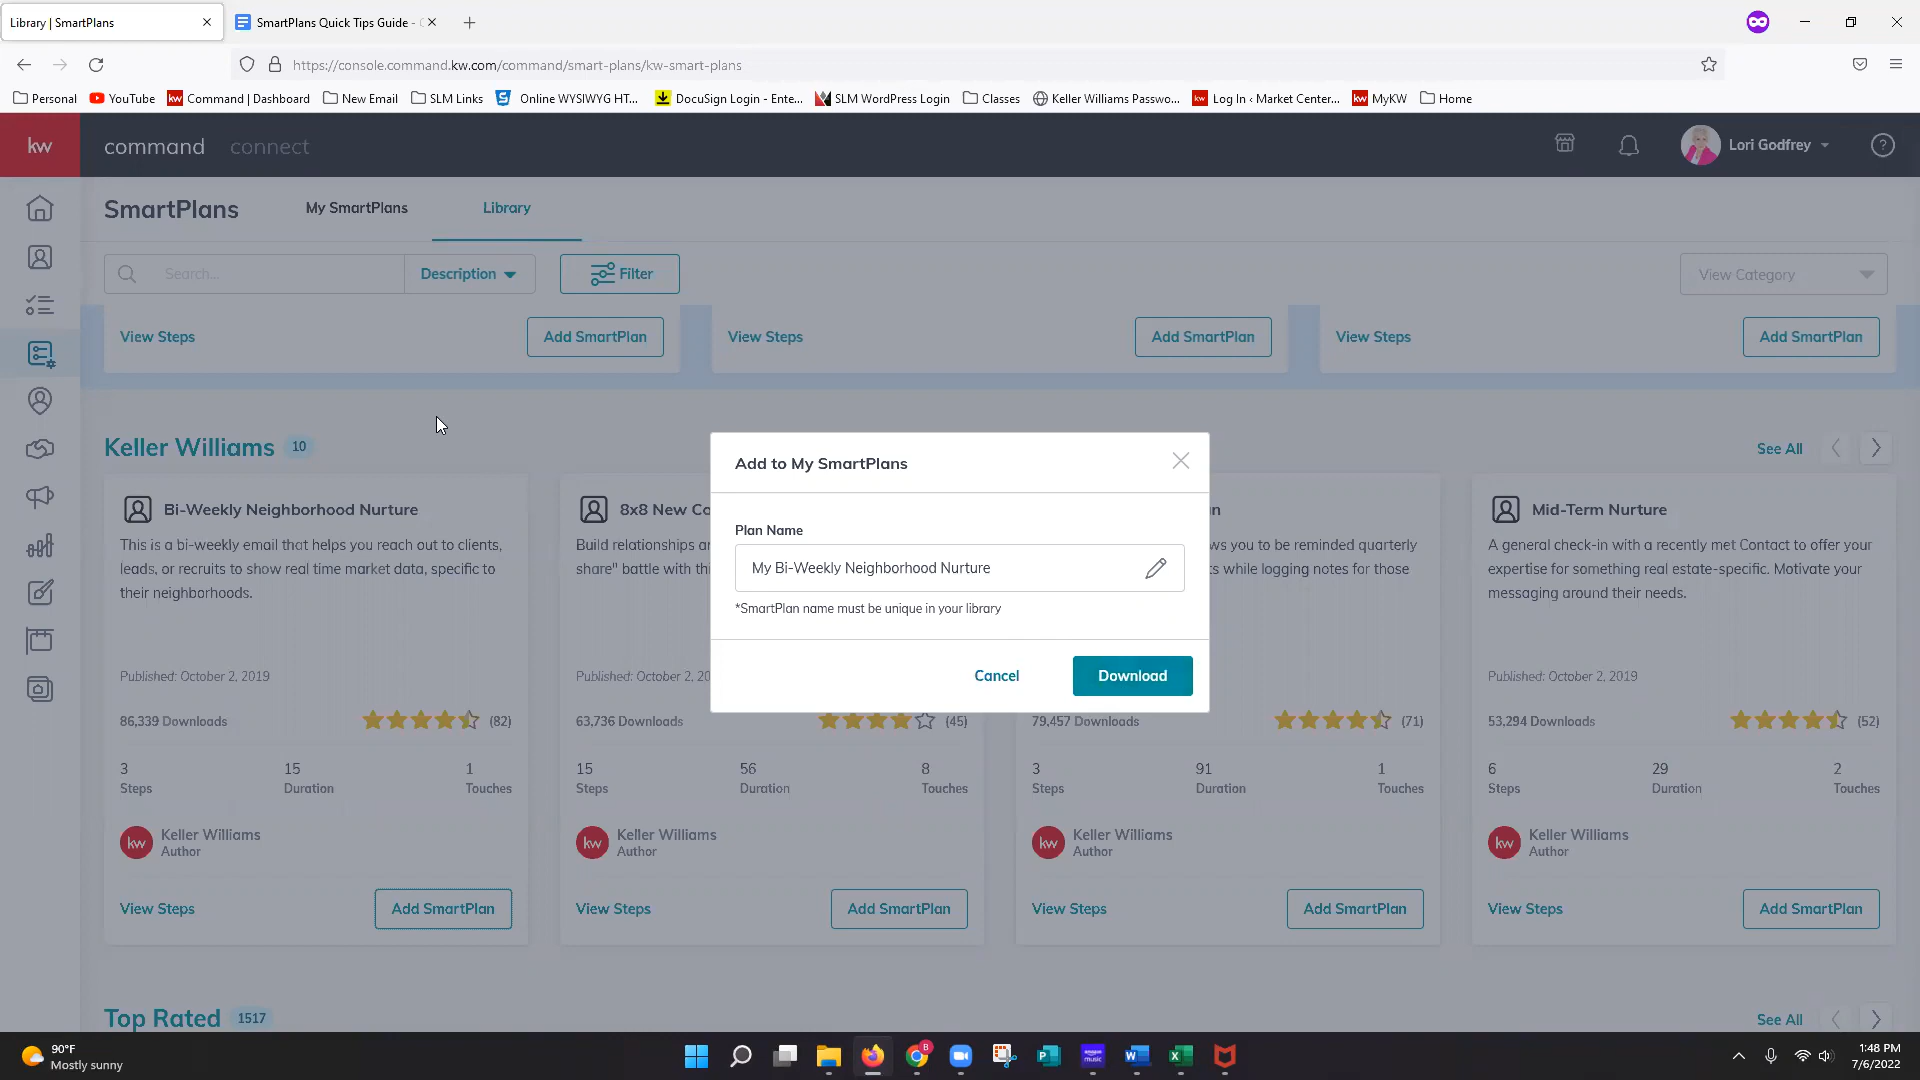 Library | SmartPlans
SmartPlans Quick Tips Guide -
https://console.command.kw.com/command/smart-plans/kw-smart-plans
Personal
YouTube
kw Command | Dashboard
New Email
SLM Links
Online WYSIWYG HT...
DocuSign Login - Ente...
SLM WordPress Login
Classes
Keller Williams Passwo...
kw Log In ‹ Market Center...
kw MyKW
Home
kw
command connect
Lori Godfrey
SmartPlans
My SmartPlans
Library
Search...
Description
Filter
View Category
View Steps Add SmartPlan
View Steps Add SmartPlan
View Steps Add SmartPlan
Keller Williams 10
See All
Add to My SmartPlans
Plan Name
My Bi-Weekly Neighborhood Nurture
*SmartPlan name must be unique in your library
Cancel
Download
Bi-Weekly Neighborhood Nurture
This is a bi-weekly email that helps you reach out to clients,
leads, or recruits to show real time market data, specific to
their neighborhoods.
Published: October 2, 2019
86,339 Downloads (82)
3 15 1
Steps Duration Touches
kw Keller Williams
Author
View Steps Add SmartPlan
8x8 New Co
Build relationships a
share" battle with thi
Published: October 2, 20
63,736 Downloads (45)
15 56 8
Steps Duration Touches
kw Keller Williams
Author
View Steps Add SmartPlan
n
ws you to be reminded quarterly
s while logging notes for those
79,457 Downloads (71)
3 91 1
Steps Duration Touches
kw Keller Williams
Author
View Steps Add SmartPlan
Mid-Term Nurture
A general check-in with a recently met Contact to offer your
expertise for something real estate-specific. Motivate your
messaging around their needs.
Published: October 2, 2019
53,294 Downloads (52)
6 29 2
Steps Duration Touches
kw Keller Williams
Author
View Steps Add SmartPlan
Top Rated 1517
See All
90°F
Mostly sunny
1:48 PM
7/6/2022